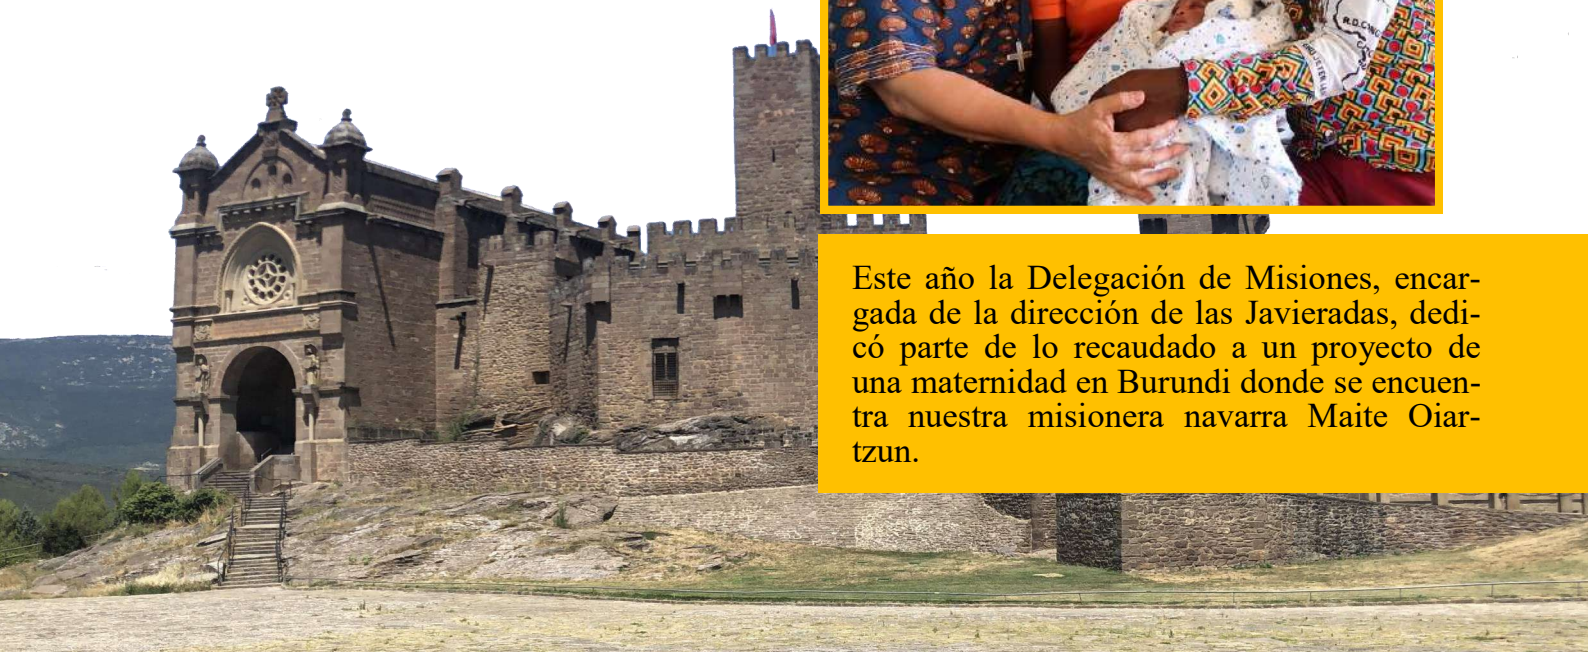 R.D.CONGO
Este año la Delegación de Misiones, encar-
gada de la dirección de las Javieradas, dedi-
có parte de lo recaudado a un proyecto de
una maternidad en Burundi donde se encuen-
tra nuestra misionera navarra Maite Oiar-
tzun.